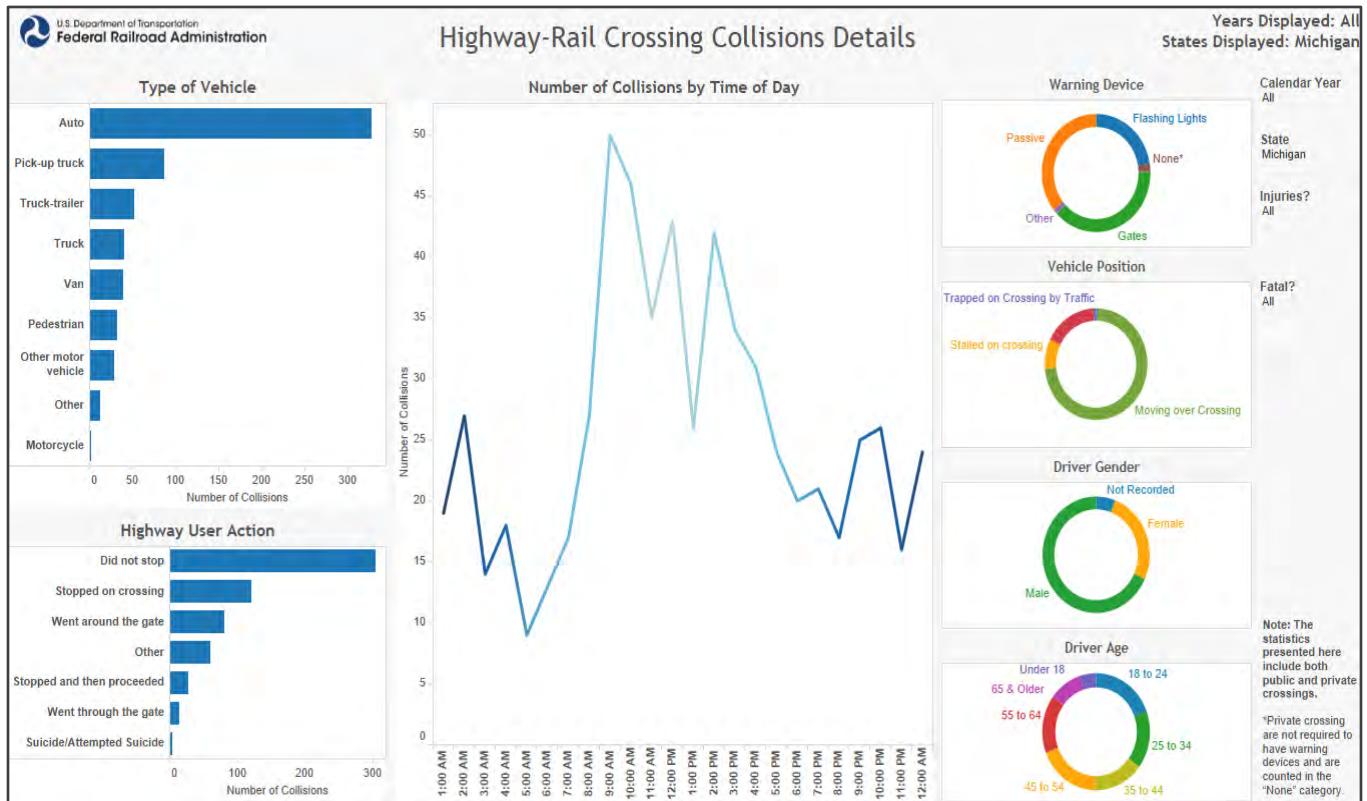 U.S. Department of Transportation
Federal Railroad Administration
Highway-Rail Crossing Collisions Details
Years Displayed: All
States Displayed: Michigan
Type of Vehicle
Auto
Pick-up truck
Truck-trailer
Truck
Van
Pedestrian
Other motor
vehicle
Other
Motorcycle
0 50 100 150 200 250 300
Number of Collisions
Highway User Action
Did not stop
Stopped on crossing
Went around the gate
Other
Stopped and then proceeded
Went through the gate
Suicide/Attempted Suicide
0 100 200 300
Number of Collisions
Number of Collisions by Time of Day
Number of Collisions
50
45
40
35
30
25
20
15
10
5
0
1:00 AM
2:00 AM
3:00 AM
4:00 AM
5:00 AM
6:00 AM
7:00 AM
8:00 AM
9:00 AM
10:00 AM
11:00 AM
12:00 PM
1:00 PM
2:00 PM
3:00 PM
4:00 PM
5:00 PM
6:00 PM
7:00 PM
8:00 PM
9:00 PM
10:00 PM
11:00 PM
12:00 AM
Warning Device
Flashing Lights
Passive
None*
Other
Gates
Vehicle Position
Trapped on Crossing by Traffic
Stalled on crossing
Moving over Crossing
Driver Gender
Not Recorded
Female
Male
Driver Age
Under 18
18 to 24
65 & Older
55 to 64
25 to 34
45 to 54
35 to 44
Calendar Year
All
State
Michigan
Injuries?
All
Fatal?
All
Note: The
statistics
presented here
include both
public and private
crossings.
*Private crossing
are not required to
have warning
devices and are
counted in the
"None" category.